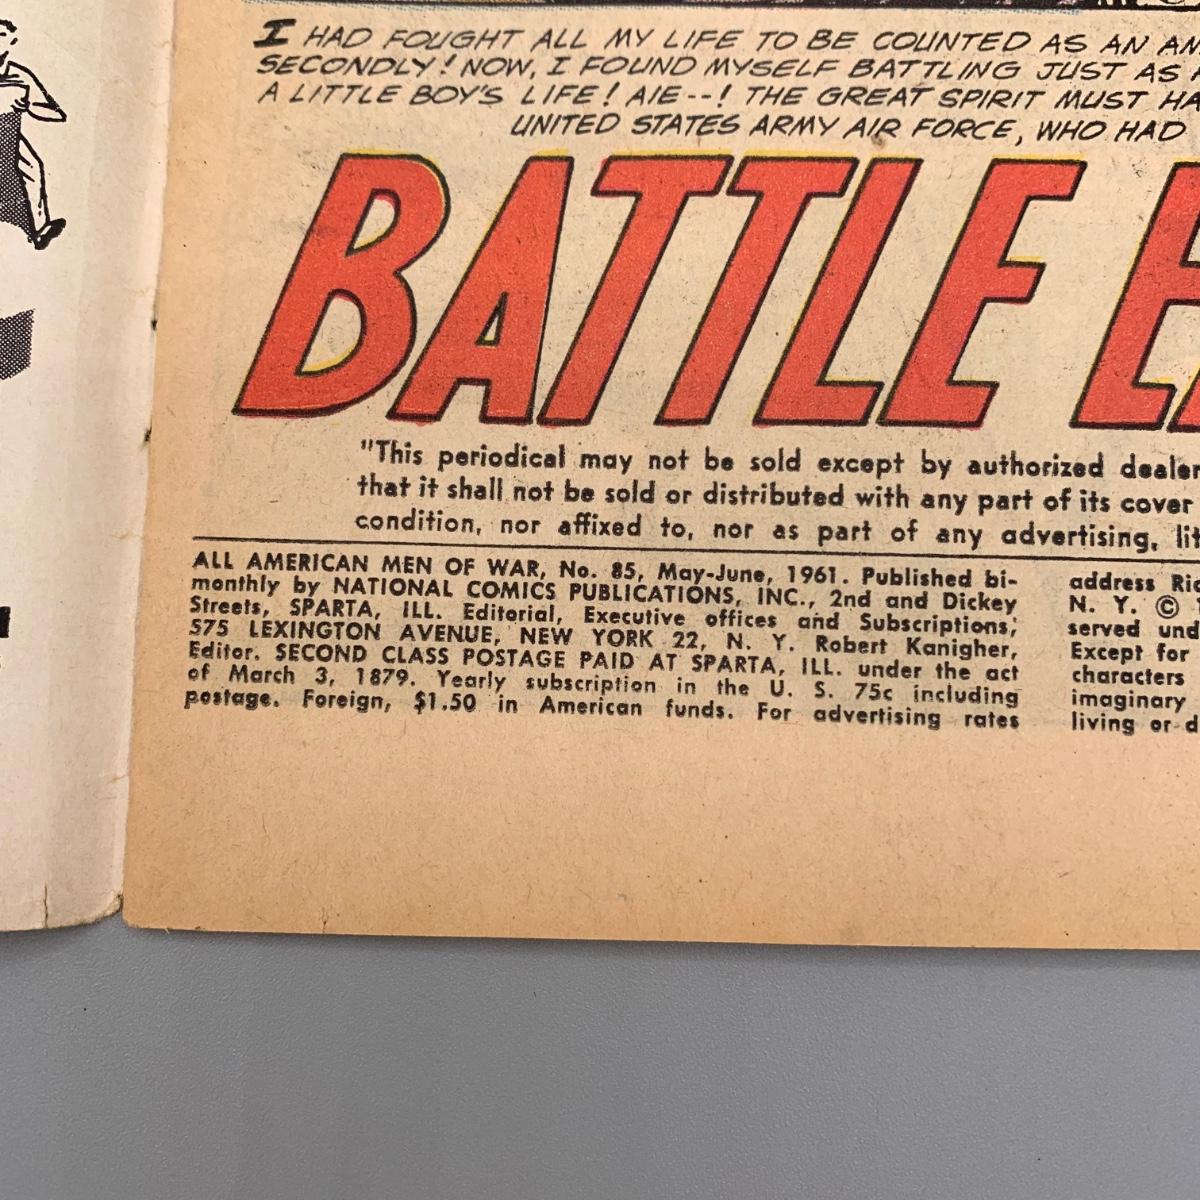 I HAD FOUGHT ALL MY LIFE TO BE COUNTED AS AN
SECONDLY! NOW, I FOUND MYSELF BATTLING JUST AS
A LITTLE BOY'S LIFE! AIE--! THE GREAT SPIRIT MUST
UNITED STATES ARMY AIR FORCE, WHO HAD
BATTLE
"This periodical may not be sold except by authorized dealer
that it shall not be sold or distributed with any part of its cover
condition, nor affixed to, nor as part of any advertising, lit
ALL AMERICAN MEN OF WAR, No. 85, May-June, 1961. Published bi-
monthly by NATIONAL COMICS PUBLICATIONS, INC., 2nd and Dickey
Streets, SPARTA, ILL. Editorial, Executive offices and Subscriptions,
575 LEXINGTON AVENUE, NEW YORK 22, N. Y. Robert Kanigher,
Editor. SECOND CLASS POSTAGE PAID AT SPARTA, ILL. under the act
of March 3, 1879. Yearly subscription in the U. S. 75c including
postage. Foreign, $1.50 in American funds. For advertising rates
address Ric
N. Y. ©
served und
Except for
characters
imaginary
living or d